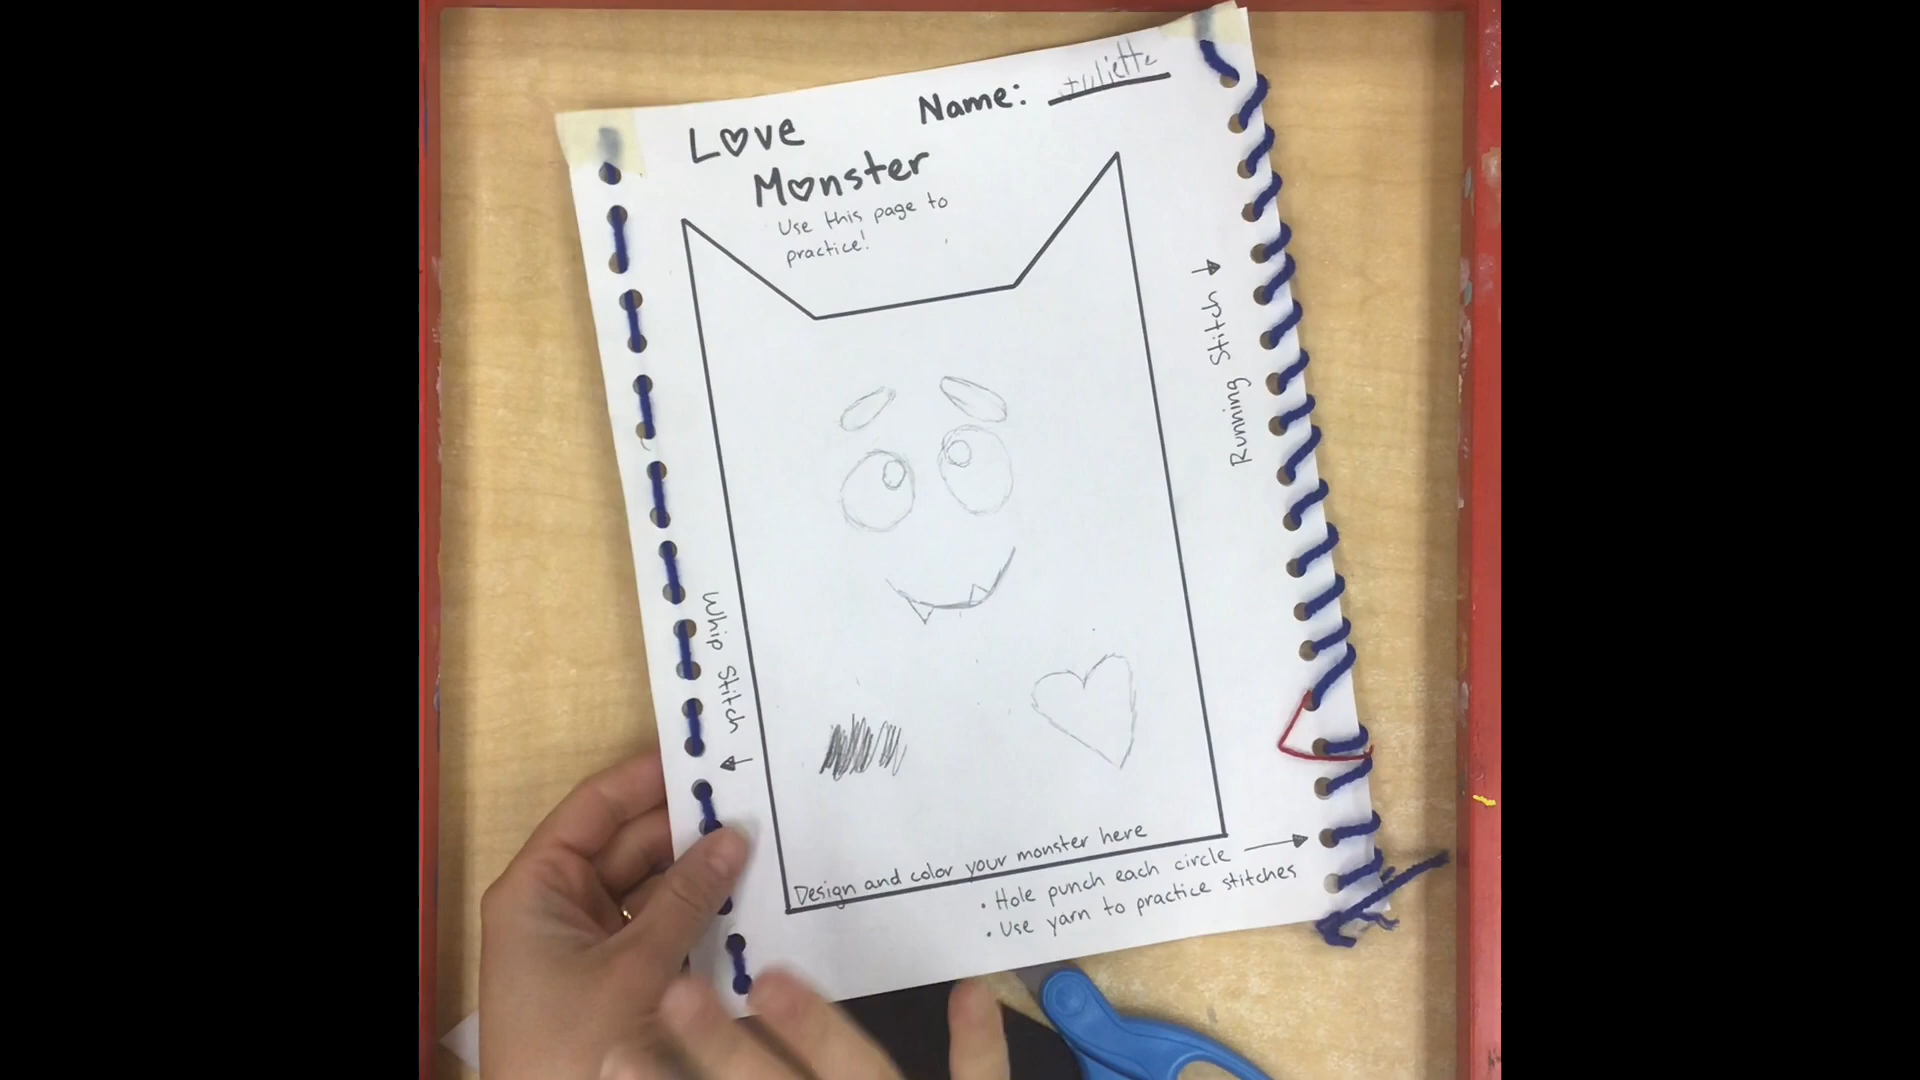 Name: Juliette
Love
Monster
Use this page to
practice!
Running Stitch →
Whip Stitch →
Design and color your monster here
• Hole punch each circle →
• Use yarn to practice stitches